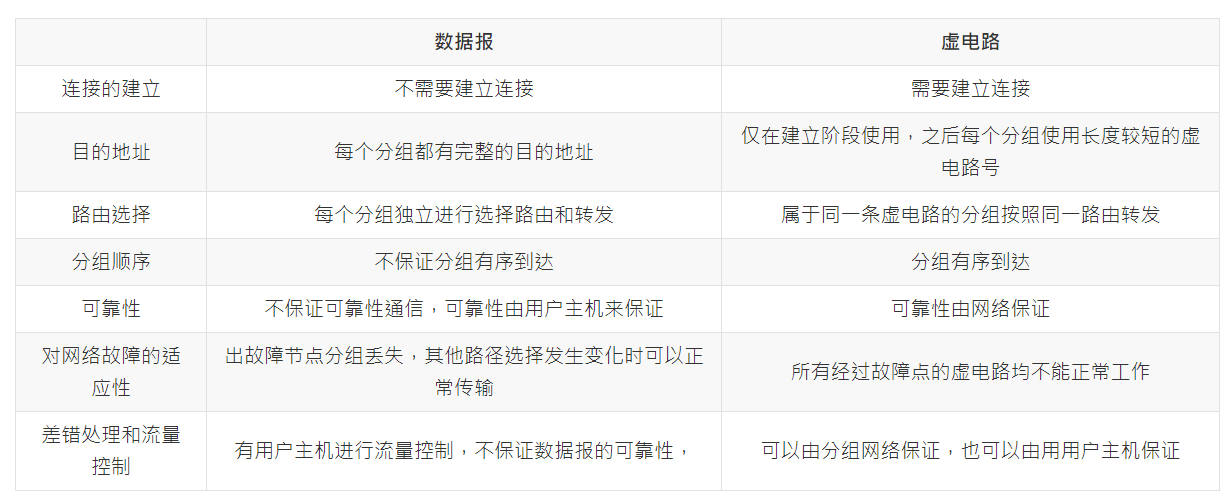 数据报 虚电路
连接的建立 不需要建立连接 需要建立连接
目的地址 每个分组都有完整的目的地址 仅在建立阶段使用，之后每个分组使用长度较短的虚
电路号
路由选择 每个分组独立进行选择路由和转发 属于同一条虚电路的分组按照同一路由转发
分组顺序 不保证分组有序到达 分组有序到达
可靠性 不保证可靠性通信，可靠性由用户主机来保证 可靠性由网络保证
对网络故障的适
应性 出故障节点分组丢失，其他路径选择发生变化时可以正
常传输 所有经过故障点的虚电路均不能正常工作
差错处理和流量
控制 有用户主机进行流量控制，不保证数据报的可靠性， 可以由分组网络保证，也可以由用用户主机保证